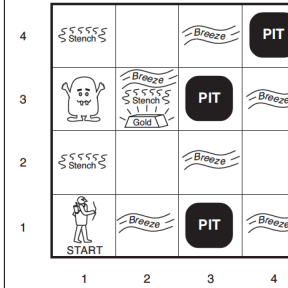 4 Stench Breeze PIT
Breeze
3 Stench PIT Breeze
Gold
2 Stench Breeze
1 Breeze PIT Breeze
START
1 2 3 4